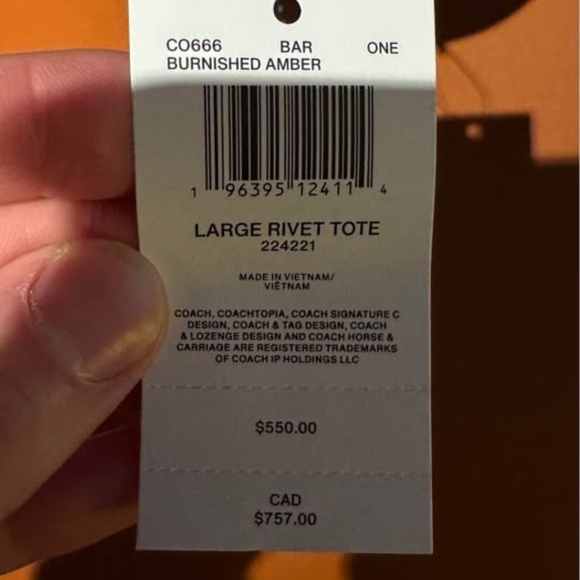 CO666 BAR ONE
BURNISHED AMBER
1 96395 12411 4
LARGE RIVET TOTE
224221
MADE IN VIETNAM/
VIÊTNAM
COACH, COACHTOPIA, COACH SIGNATURE C
DESIGN, COACH & TAG DESIGN, COACH
& LOZENGE DESIGN AND COACH HORSE &
CARRIAGE ARE REGISTERED TRADEMARKS
OF COACH IP HOLDINGS LLC
$550.00
CAD
$757.00